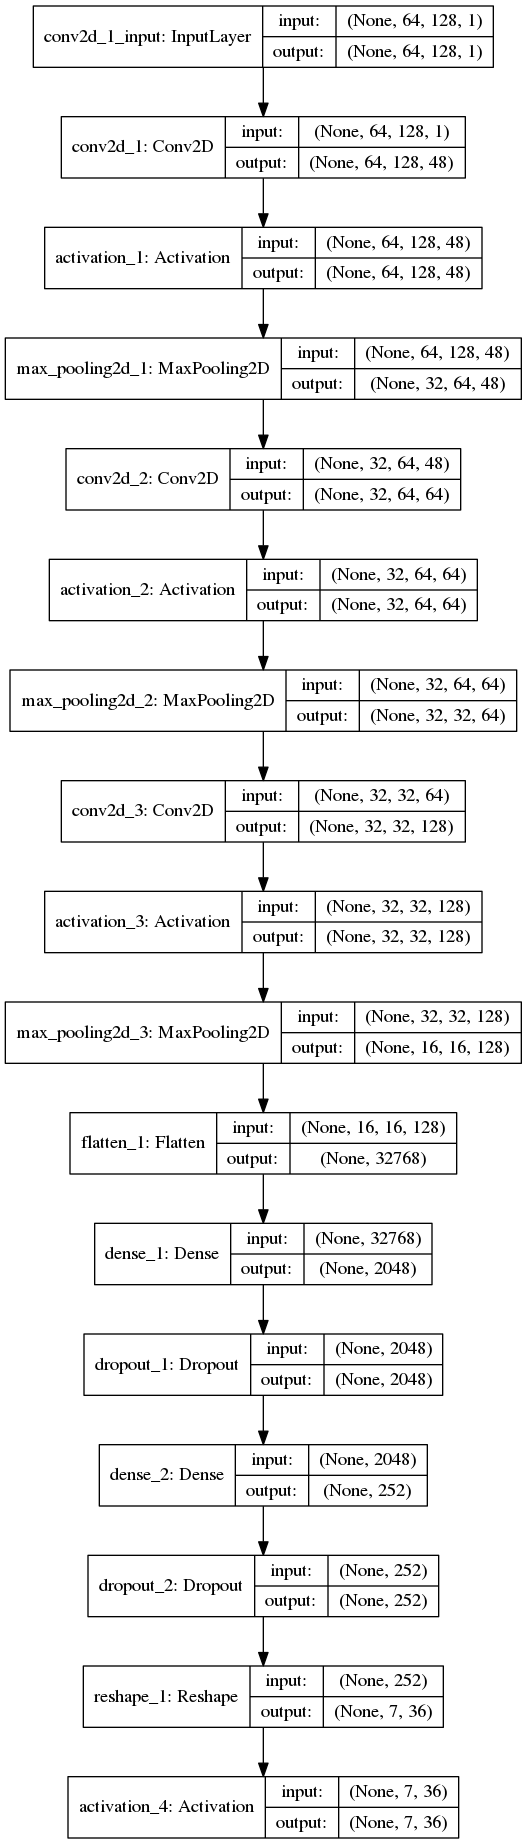 conv2d_1_input: InputLayer
input: (None, 64, 128, 1)
output: (None, 64, 128, 1)
conv2d_1: Conv2D
input: (None, 64, 128, 1)
output: (None, 64, 128, 48)
activation_1: Activation
input: (None, 64, 128, 48)
output: (None, 64, 128, 48)
max_pooling2d_1: MaxPooling2D
input: (None, 64, 128, 48)
output: (None, 32, 64, 48)
conv2d_2: Conv2D
input: (None, 32, 64, 48)
output: (None, 32, 64, 64)
activation_2: Activation
input: (None, 32, 64, 64)
output: (None, 32, 64, 64)
max_pooling2d_2: MaxPooling2D
input: (None, 32, 64, 64)
output: (None, 32, 32, 64)
conv2d_3: Conv2D
input: (None, 32, 32, 64)
output: (None, 32, 32, 128)
activation_3: Activation
input: (None, 32, 32, 128)
output: (None, 32, 32, 128)
max_pooling2d_3: MaxPooling2D
input: (None, 32, 32, 128)
output: (None, 16, 16, 128)
flatten_1: Flatten
input: (None, 16, 16, 128)
output: (None, 32768)
dense_1: Dense
input: (None, 32768)
output: (None, 2048)
dropout_1: Dropout
input: (None, 2048)
output: (None, 2048)
dense_2: Dense
input: (None, 2048)
output: (None, 252)
dropout_2: Dropout
input: (None, 252)
output: (None, 252)
reshape_1: Reshape
input: (None, 252)
output: (None, 7, 36)
activation_4: Activation
input: (None, 7, 36)
output: (None, 7, 36)